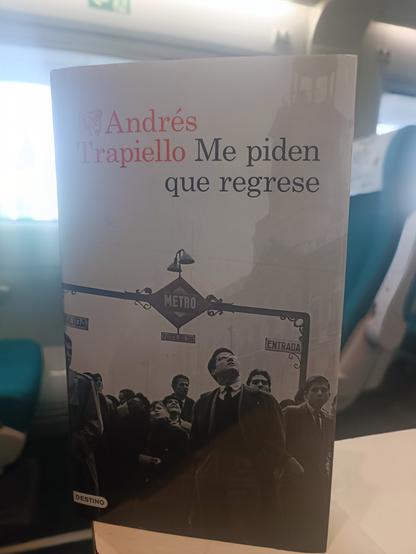 Andrés
Trapiello Me piden
que regrese
METRO
ENTRADA
DESTINO